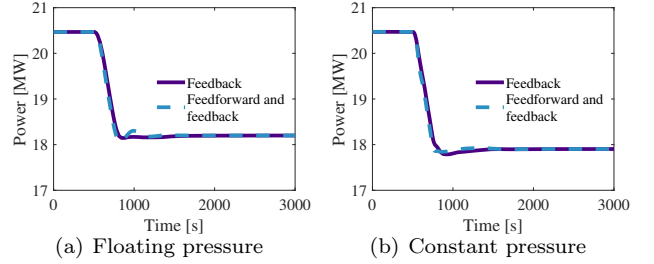 21
20
19
18
17
Power [MW]
Feedback
Feedforward and
feedback
0 1000 2000 3000
Time [s]
(a) Floating pressure
21
20
19
18
17
Power [MW]
Feedback
Feedforward and
feedback
0 1000 2000 3000
Time [s]
(b) Constant pressure